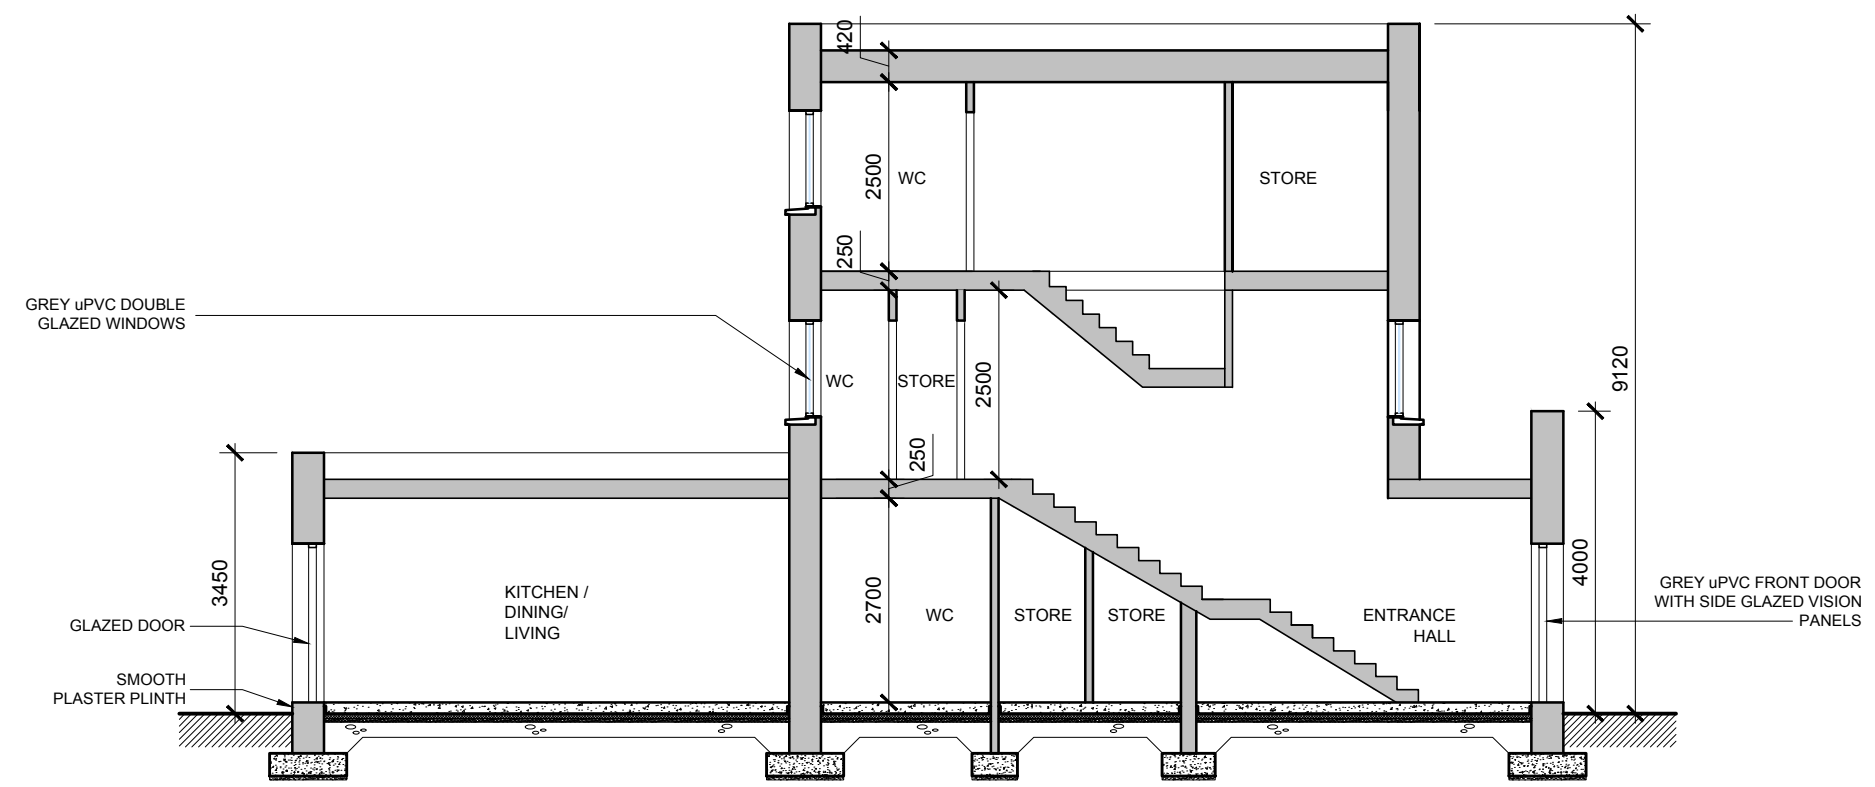 420
2500
WC
STORE
250
GREY uPVC DOUBLE
GLAZED WINDOWS
WC
STORE
2500
9120
250
3450
4000
KITCHEN /
DINING/
LIVING
2700
WC
STORE
STORE
ENTRANCE
HALL
GREY uPVC FRONT DOOR
WITH SIDE GLAZED VISION
PANELS
GLAZED DOOR
SMOOTH
PLASTER PLINTH